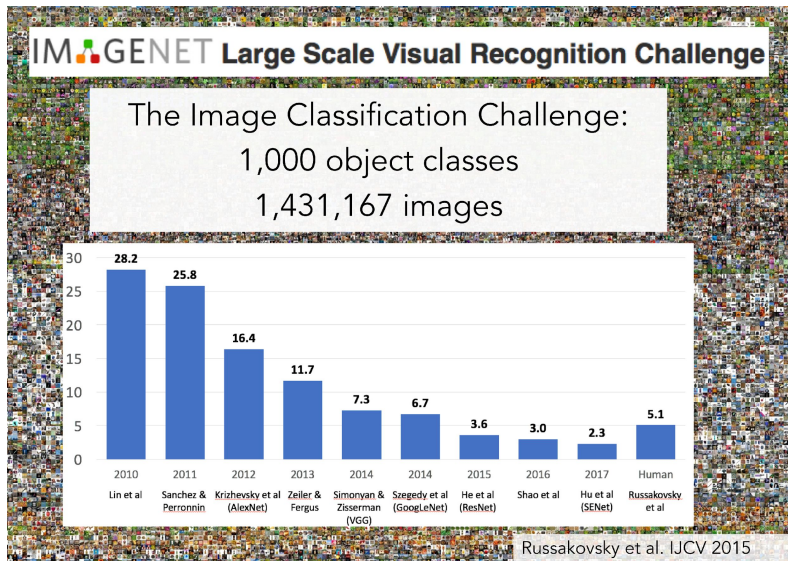 IMAGENET Large Scale Visual Recognition Challenge
The Image Classification Challenge:
1,000 object classes
1,431,167 images
30
25
20
15
10
5
0
28.2
25.8
16.4
11.7
7.3
6.7
3.6
3.0
2.3
5.1
2010 2011 2012 2013 2014 2014 2015 2016 2017 Human
Lin et al
Sanchez &
Perronnin
Krizhevsky et al
(AlexNet)
Zeiler &
Fergus
Simonyan &
Zisserman
(VGG)
Szegedy et al
(GoogLeNet)
He et al
(ResNet)
Shao et al
Hu et al
(SENet)
Russakovsky
et al
Russakovsky et al. IJCV 2015